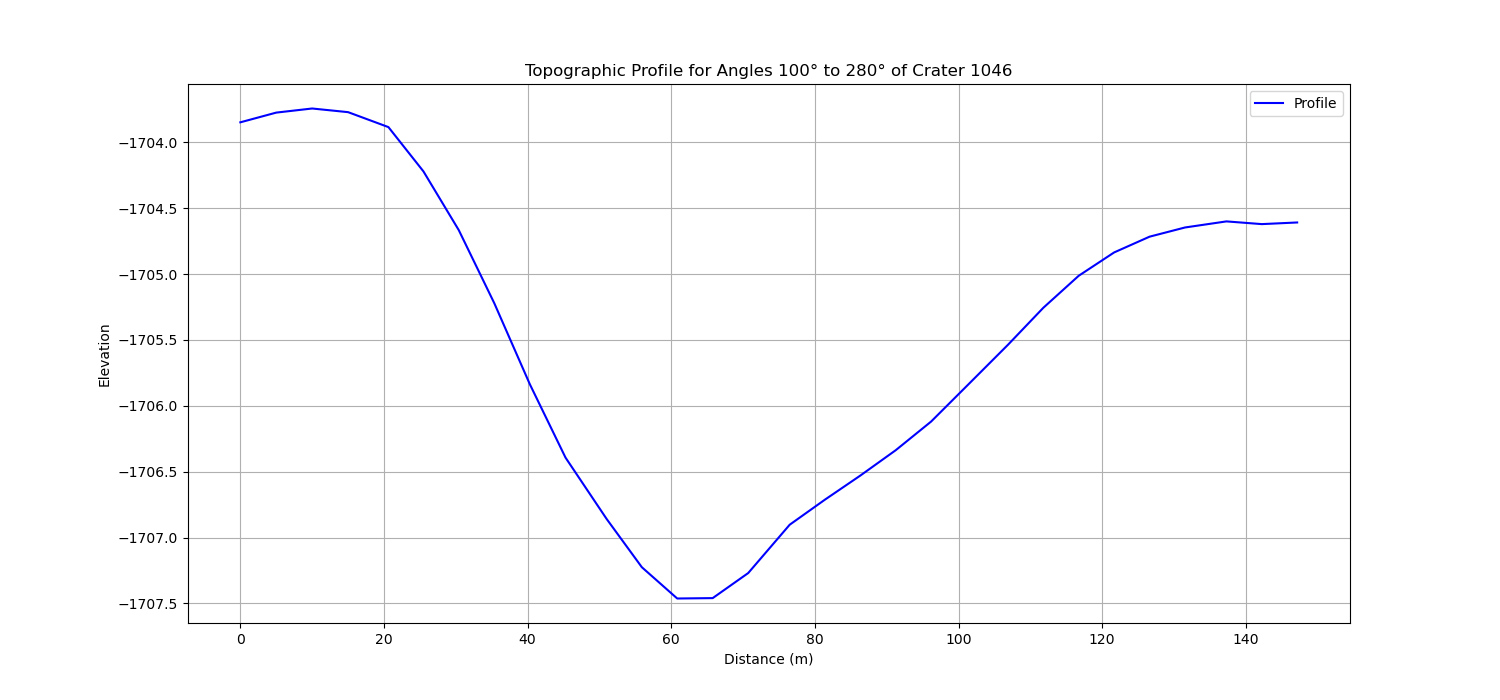 Topographic Profile for Angles 100° to 280° of Crater 1046
Profile
−1704.0
−1704.5
−1705.0
−1705.5
−1706.0
−1706.5
−1707.0
−1707.5
Elevation
0 20 40 60 80 100 120 140
Distance (m)